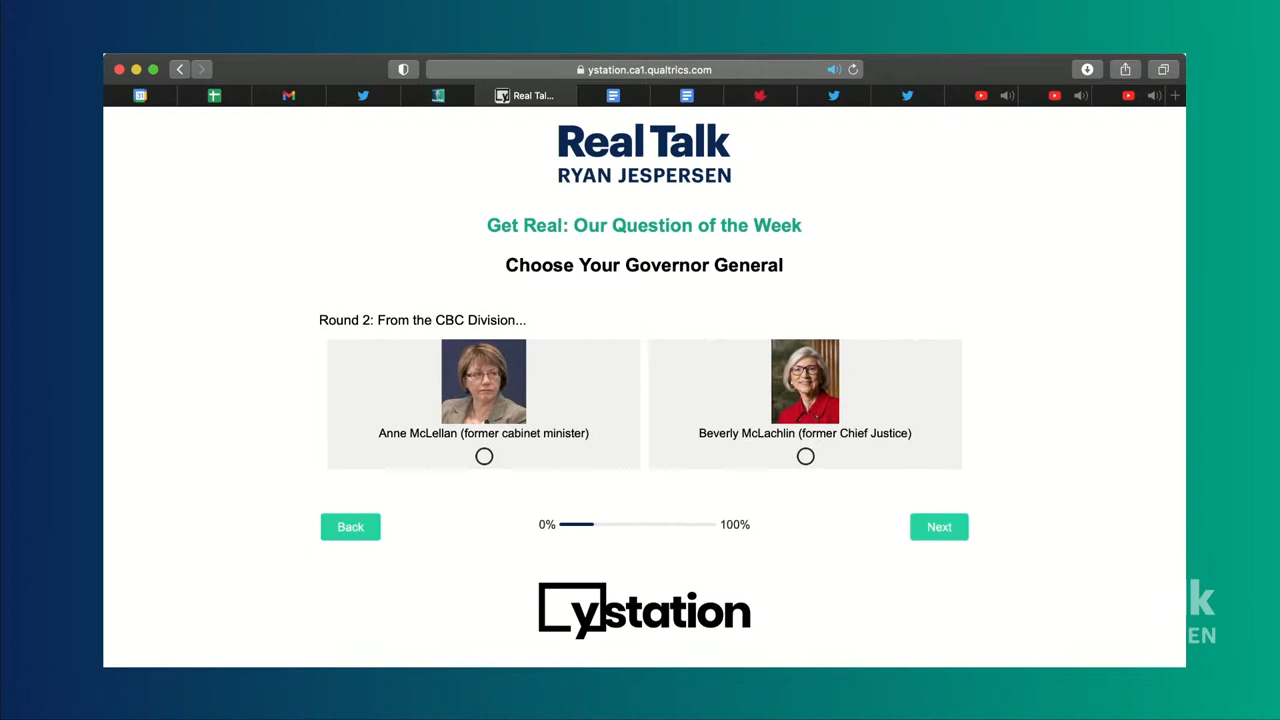 ystation.ca1.qualtrics.com
31
Real Tal...
Real Talk
RYAN JESPERSEN
Get Real: Our Question of the Week
Choose Your Governor General
Round 2: From the CBC Division...
Anne McLellan (former cabinet minister)
Beverly McLachlin (former Chief Justice)
Back
0%
100%
Next
ystation
lk
EN